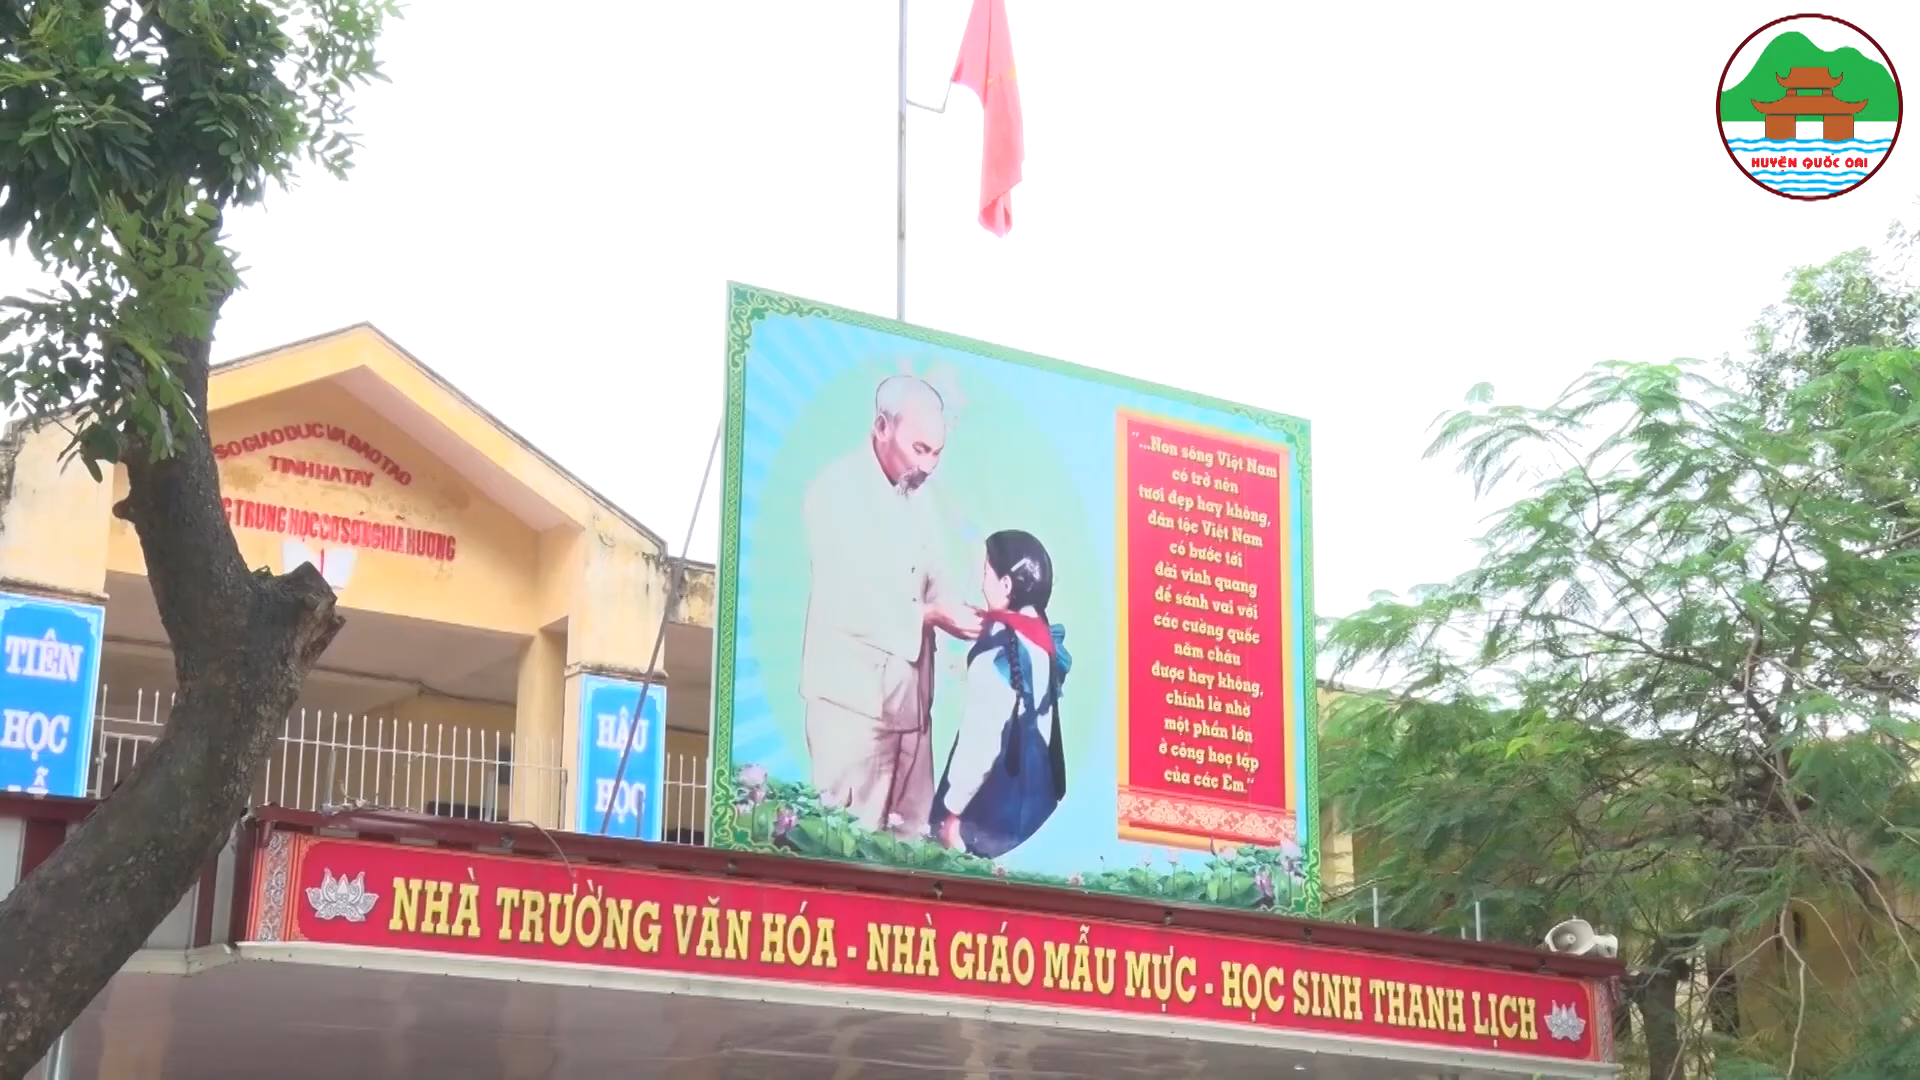 HUYỆN QUỐC OAI
SỞ GIÁO DỤC VÀ ĐÀO TẠO
TỈNH HÀ TÂY
TRUNG HỌC CƠ SỞ NGHĨA HƯƠNG
TIÊN
HỌC
LỄ
HẬU
HỌC
"...Non sông Việt Nam
có trở nên
tươi đẹp hay không,
dân tộc Việt Nam
có bước tới
đài vinh quang
để sánh vai với
các cường quốc
năm châu
được hay không,
chính là nhờ
một phần lớn
ở công học tập
của các Em."
NHÀ TRƯỜNG VĂN HÓA - NHÀ GIÁO MẪU MỰC - HỌC SINH THANH LỊCH